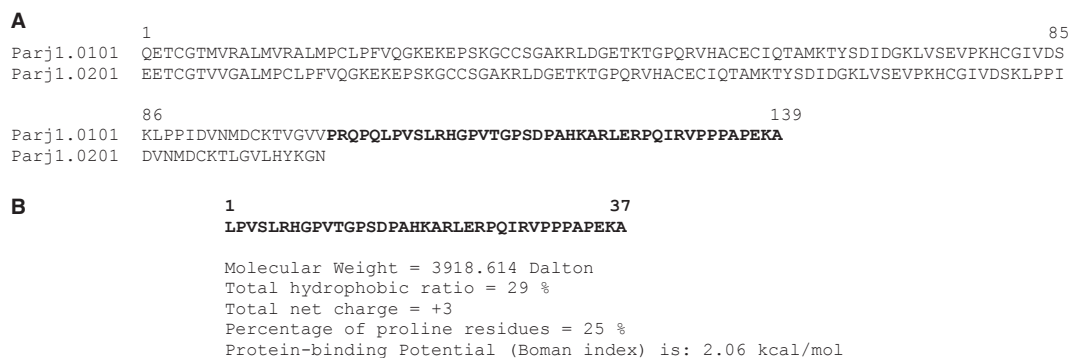 A
1 85
Parj1.0101 QETCGTMVRALMVRALMPCLPFVQGKEKEPSKGCCSGAKRLDGETKTGPQRVHACECIQTAMKTYSDIDGKLVSEVPKHCGIVDS
Parj1.0201 EETCGTVVGALMPCLPFVQGKEKEPSKGCCSGAKRLDGETKTGPQRVHACECIQTAMKTYSDIDGKLVSEVPKHCGIVDSKLPPI
86 139
Parj1.0101 KLPPIDVNMDCKTVGVVPRQPQLPVSLRHGPVTGPSDPAHKARLERPQIRVPPPAPEKA
Parj1.0201 DVNMDCKTLGVLHYKGN
B
1 37
LPVSLRHGPVTGPSDPAHKARLERPQIRVPPPAPEKA
Molecular Weight = 3918.614 Dalton
Total hydrophobic ratio = 29 %
Total net charge = +3
Percentage of proline residues = 25 %
Protein-binding Potential (Boman index) is: 2.06 kcal/mol